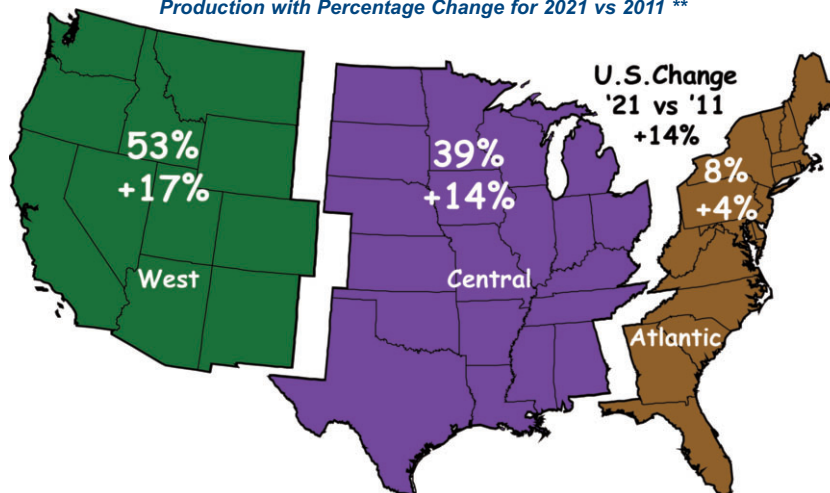 Production with Percentage Change for 2021 vs 2011 **
U.S.Change
'21 vs '11
+14%
53%
+17%
West
39%
+14%
Central
8%
+4%
Atlantic